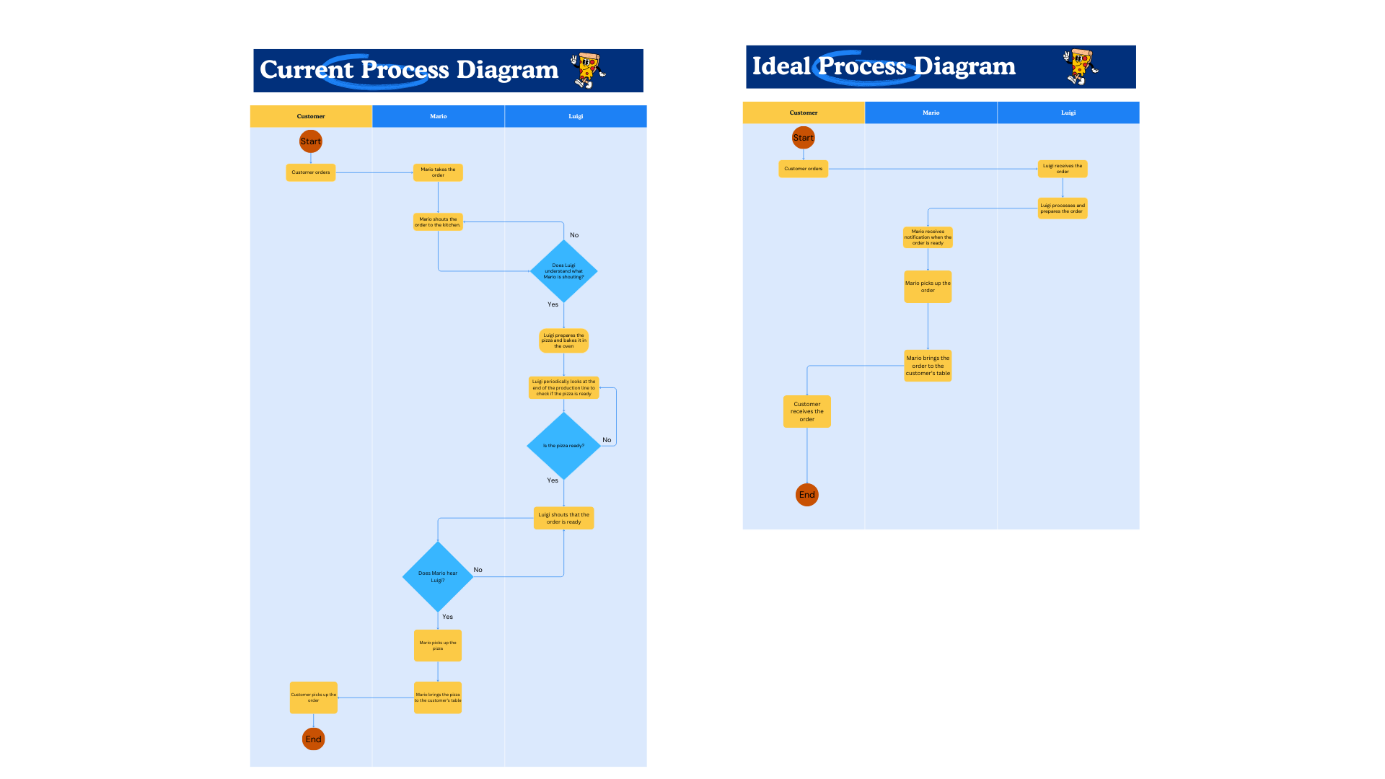 Current Process Diagram
Customer
Mario
Luigi
Start
Customer orders
Mario takes the
order
Mario shouts the
order to the kitchen
No
Does Luigi
understand what
Mario is shouting?
Yes
Luigi prepares the
pizza and bakes it in
the oven
Luigi periodically looks at the
end of the production line to
check if the pizza is ready
Is the pizza ready?
No
Yes
Luigi shouts that the
order is ready
Does Mario hear
Luigi?
No
Yes
Mario picks up the
pizza
Mario brings the pizza
to the customer's table
Customer picks up the
order
End
Ideal Process Diagram
Customer
Mario
Luigi
Start
Customer orders
Luigi receives the
order
Luigi processes and
prepares the order
Mario receives
notification when the
order is ready
Mario picks up the
order
Mario brings the
order to the
customer's table
Customer
receives the
order
End